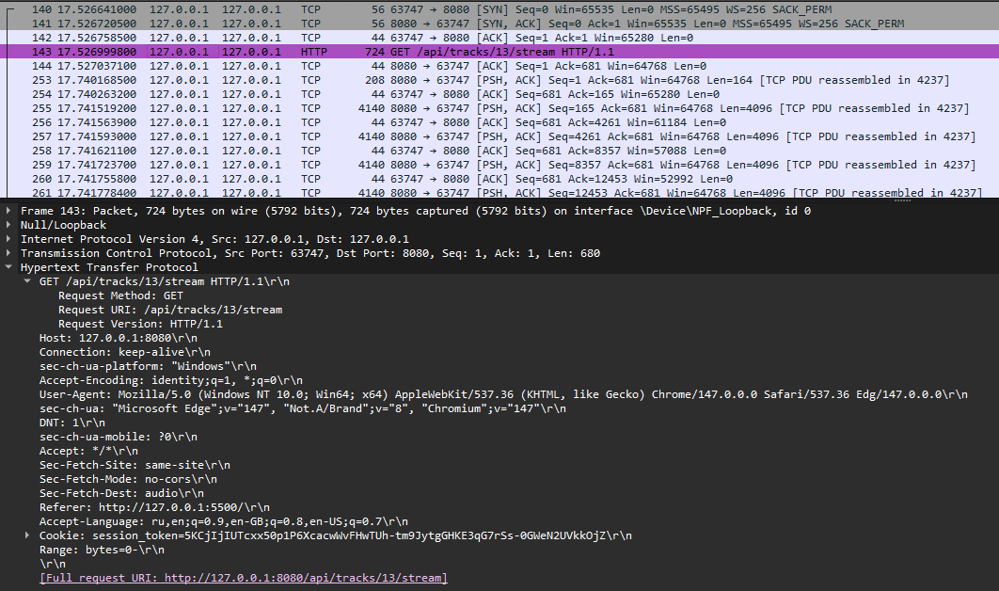 140 17.526641000 127.0.0.1 127.0.0.1 TCP 56 63747 → 8080 [SYN] Seq=0 Win=65535 Len=0 MSS=65495 WS=256 SACK_PERM
141 17.526720500 127.0.0.1 127.0.0.1 TCP 56 8080 → 63747 [SYN, ACK] Seq=0 Ack=1 Win=65535 Len=0 MSS=65495 WS=256 SACK_PERM
142 17.526758500 127.0.0.1 127.0.0.1 TCP 44 63747 → 8080 [ACK] Seq=1 Ack=1 Win=65280 Len=0
143 17.526999800 127.0.0.1 127.0.0.1 HTTP 724 GET /api/tracks/13/stream HTTP/1.1
144 17.527037100 127.0.0.1 127.0.0.1 TCP 44 8080 → 63747 [ACK] Seq=1 Ack=681 Win=64768 Len=0
253 17.740168500 127.0.0.1 127.0.0.1 TCP 208 8080 → 63747 [PSH, ACK] Seq=1 Ack=681 Win=64768 Len=164 [TCP PDU reassembled in 4237]
254 17.740263200 127.0.0.1 127.0.0.1 TCP 44 63747 → 8080 [ACK] Seq=681 Ack=165 Win=65280 Len=0
255 17.741519200 127.0.0.1 127.0.0.1 TCP 4140 8080 → 63747 [PSH, ACK] Seq=165 Ack=681 Win=64768 Len=4096 [TCP PDU reassembled in 4237]
256 17.741563900 127.0.0.1 127.0.0.1 TCP 44 63747 → 8080 [ACK] Seq=681 Ack=4261 Win=61184 Len=0
257 17.741593000 127.0.0.1 127.0.0.1 TCP 4140 8080 → 63747 [PSH, ACK] Seq=4261 Ack=681 Win=64768 Len=4096 [TCP PDU reassembled in 4237]
258 17.741621100 127.0.0.1 127.0.0.1 TCP 44 63747 → 8080 [ACK] Seq=681 Ack=8357 Win=57088 Len=0
259 17.741723700 127.0.0.1 127.0.0.1 TCP 4140 8080 → 63747 [PSH, ACK] Seq=8357 Ack=681 Win=64768 Len=4096 [TCP PDU reassembled in 4237]
260 17.741755800 127.0.0.1 127.0.0.1 TCP 44 63747 → 8080 [ACK] Seq=681 Ack=12453 Win=52992 Len=0
261 17.741778400 127.0.0.1 127.0.0.1 TCP 4140 8080 → 63747 [PSH, ACK] Seq=12453 Ack=681 Win=64768 Len=4096 [TCP PDU reassembled in 4237]
Frame 143: Packet, 724 bytes on wire (5792 bits), 724 bytes captured (5792 bits) on interface \Device\NPF_Loopback, id 0
Null/Loopback
Internet Protocol Version 4, Src: 127.0.0.1, Dst: 127.0.0.1
Transmission Control Protocol, Src Port: 63747, Dst Port: 8080, Seq: 1, Ack: 1, Len: 680
Hypertext Transfer Protocol
GET /api/tracks/13/stream HTTP/1.1\r\n
Request Method: GET
Request URI: /api/tracks/13/stream
Request Version: HTTP/1.1
Host: 127.0.0.1:8080\r\n
Connection: keep-alive\r\n
sec-ch-ua-platform: "Windows"\r\n
Accept-Encoding: identity;q=1, *;q=0\r\n
User-Agent: Mozilla/5.0 (Windows NT 10.0; Win64; x64) AppleWebKit/537.36 (KHTML, like Gecko) Chrome/147.0.0.0 Safari/537.36 Edg/147.0.0.0\r\n
sec-ch-ua: "Microsoft Edge";v="147", "Not.A/Brand";v="8", "Chromium";v="147"\r\n
DNT: 1\r\n
sec-ch-ua-mobile: ?0\r\n
Accept: */*\r\n
Sec-Fetch-Site: same-site\r\n
Sec-Fetch-Mode: no-cors\r\n
Sec-Fetch-Dest: audio\r\n
Referer: http://127.0.0.1:5500/\r\n
Accept-Language: ru,en;q=0.9,en-GB;q=0.8,en-US;q=0.7\r\n
Cookie: session_token=5KCjIjIUTcxx50p1P6XcacwWvFHwTUh-tm9JytgGHKE3qG7rSs-0GWeN2UVkkOjZ\r\n
Range: bytes=0-\r\n
\r\n
[Full request URI: http://127.0.0.1:8080/api/tracks/13/stream]